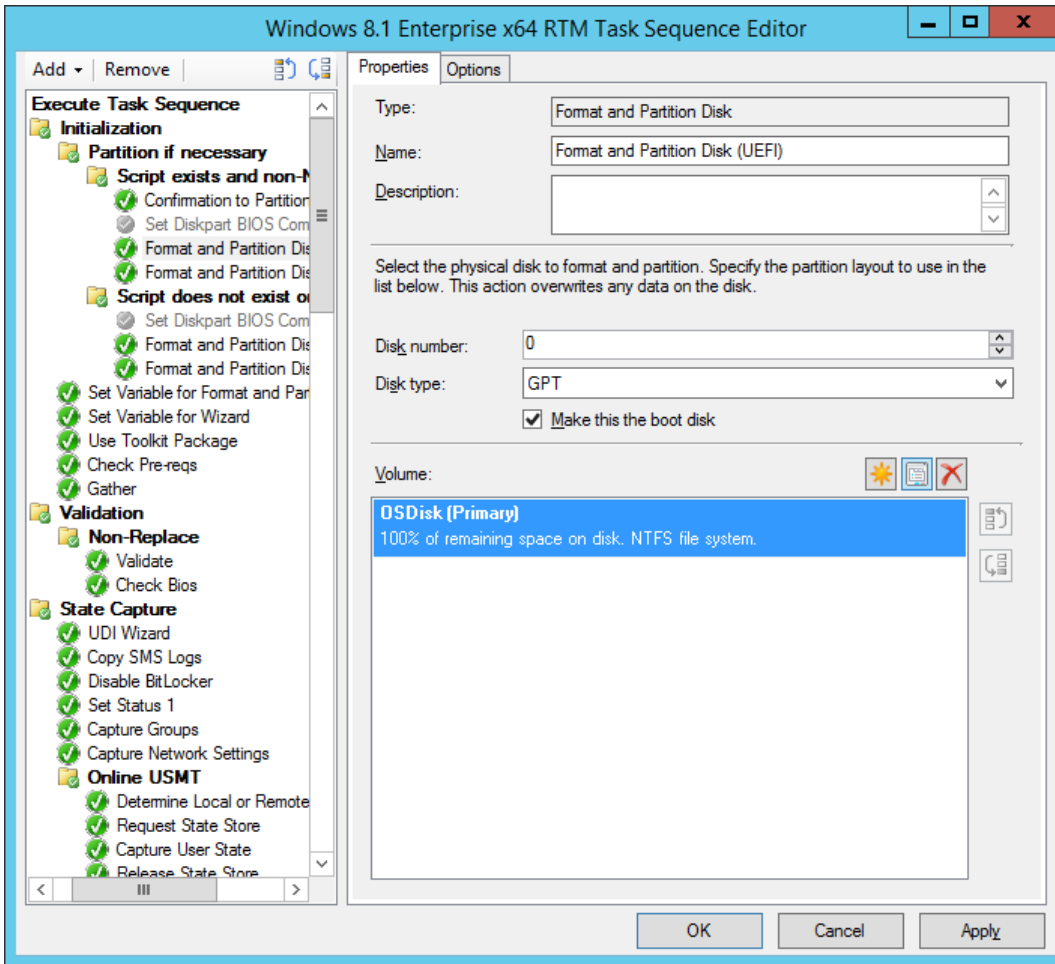 Windows 8.1 Enterprise x64 RTM Task Sequence Editor
Add
Remove
Execute Task Sequence
Initialization
Partition if necessary
Script exists and non-N
Confirmation to Partition
Set Diskpart BIOS Com
Format and Partition Dis
Format and Partition Dis
Script does not exist or
Set Diskpart BIOS Com
Format and Partition Dis
Format and Partition Dis
Set Variable for Format and Par
Set Variable for Wizard
Use Toolkit Package
Check Pre-reqs
Gather
Validation
Non-Replace
Validate
Check Bios
State Capture
UDI Wizard
Copy SMS Logs
Disable BitLocker
Set Status 1
Capture Groups
Capture Network Settings
Online USMT
Determine Local or Remote
Request State Store
Capture User State
Release State Store
Properties
Options
Type:
Format and Partition Disk
Name:
Format and Partition Disk (UEFI)
Description:
Select the physical disk to format and partition. Specify the partition layout to use in the
list below. This action overwrites any data on the disk.
Disk number:
0
Disk type:
GPT
Make this the boot disk
Volume:
OSDisk (Primary)
100% of remaining space on disk. NTFS file system.
OK
Cancel
Apply